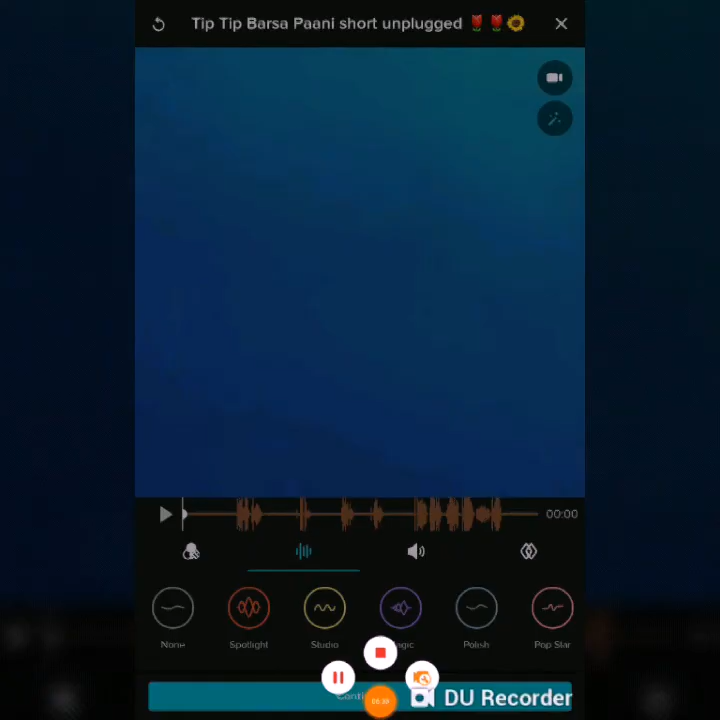 Tip Tip Barsa Paani short unplugged 🌷🌷🌻
00:00
None Spotlight Studio Polish Pop Star
DU Recorder